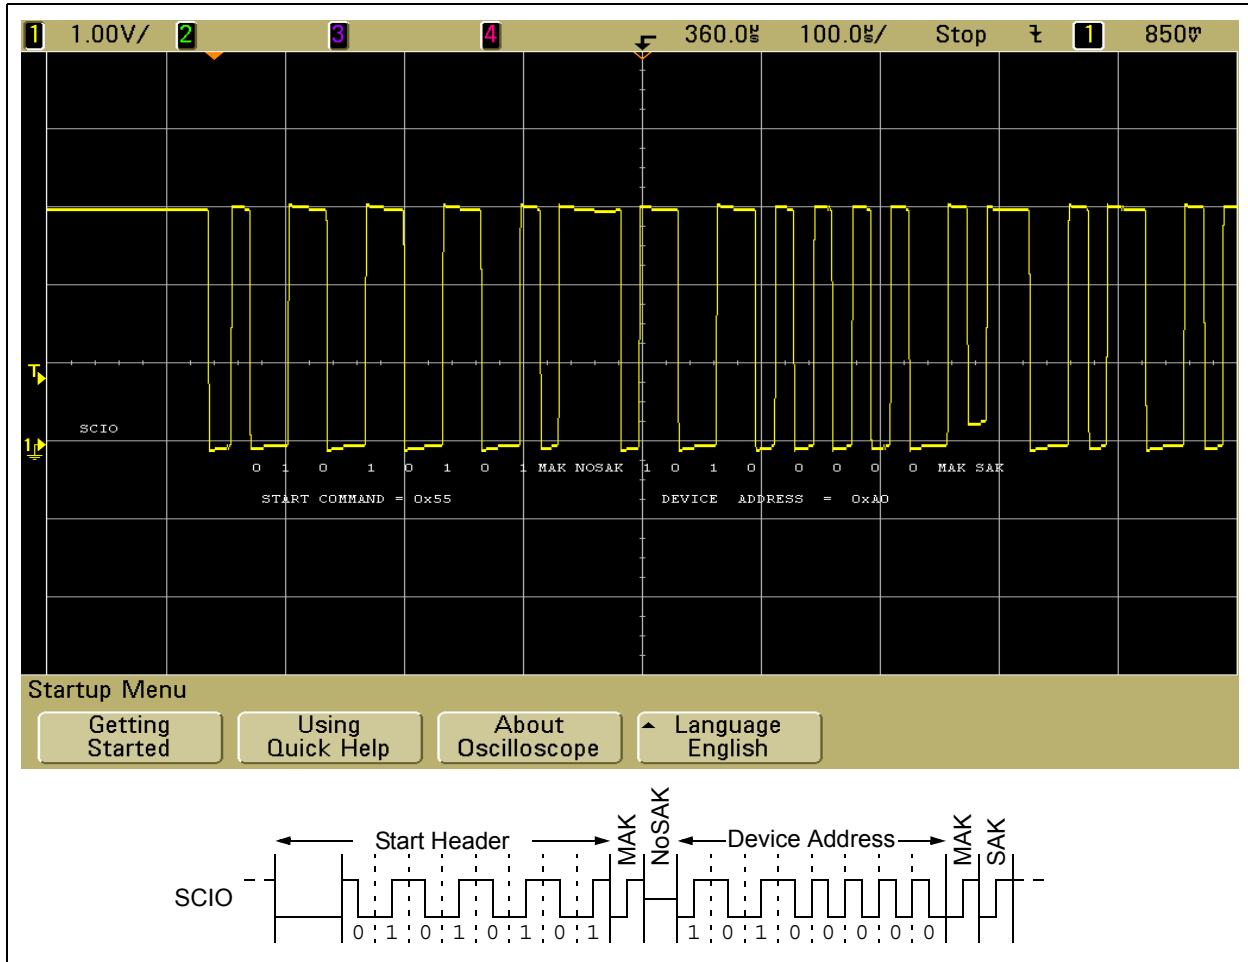 1 1.00V/ 2 3 4 360.0µs 100.0µs/ Stop 1 850mV
T
SCIO
1
0 1 0 1 0 1 0 1 MAK NOSAK 1 0 1 0 0 0 0 0 MAK SAK
START COMMAND = 0x55 DEVICE ADDRESS = 0xA0
Startup Menu
Getting Started
Using Quick Help
About Oscilloscope
Language English
Start Header MAK NoSAK Device Address MAK SAK
SCIO
0 1 0 1 0 1 0 1 1 0 1 0 0 0 0 0